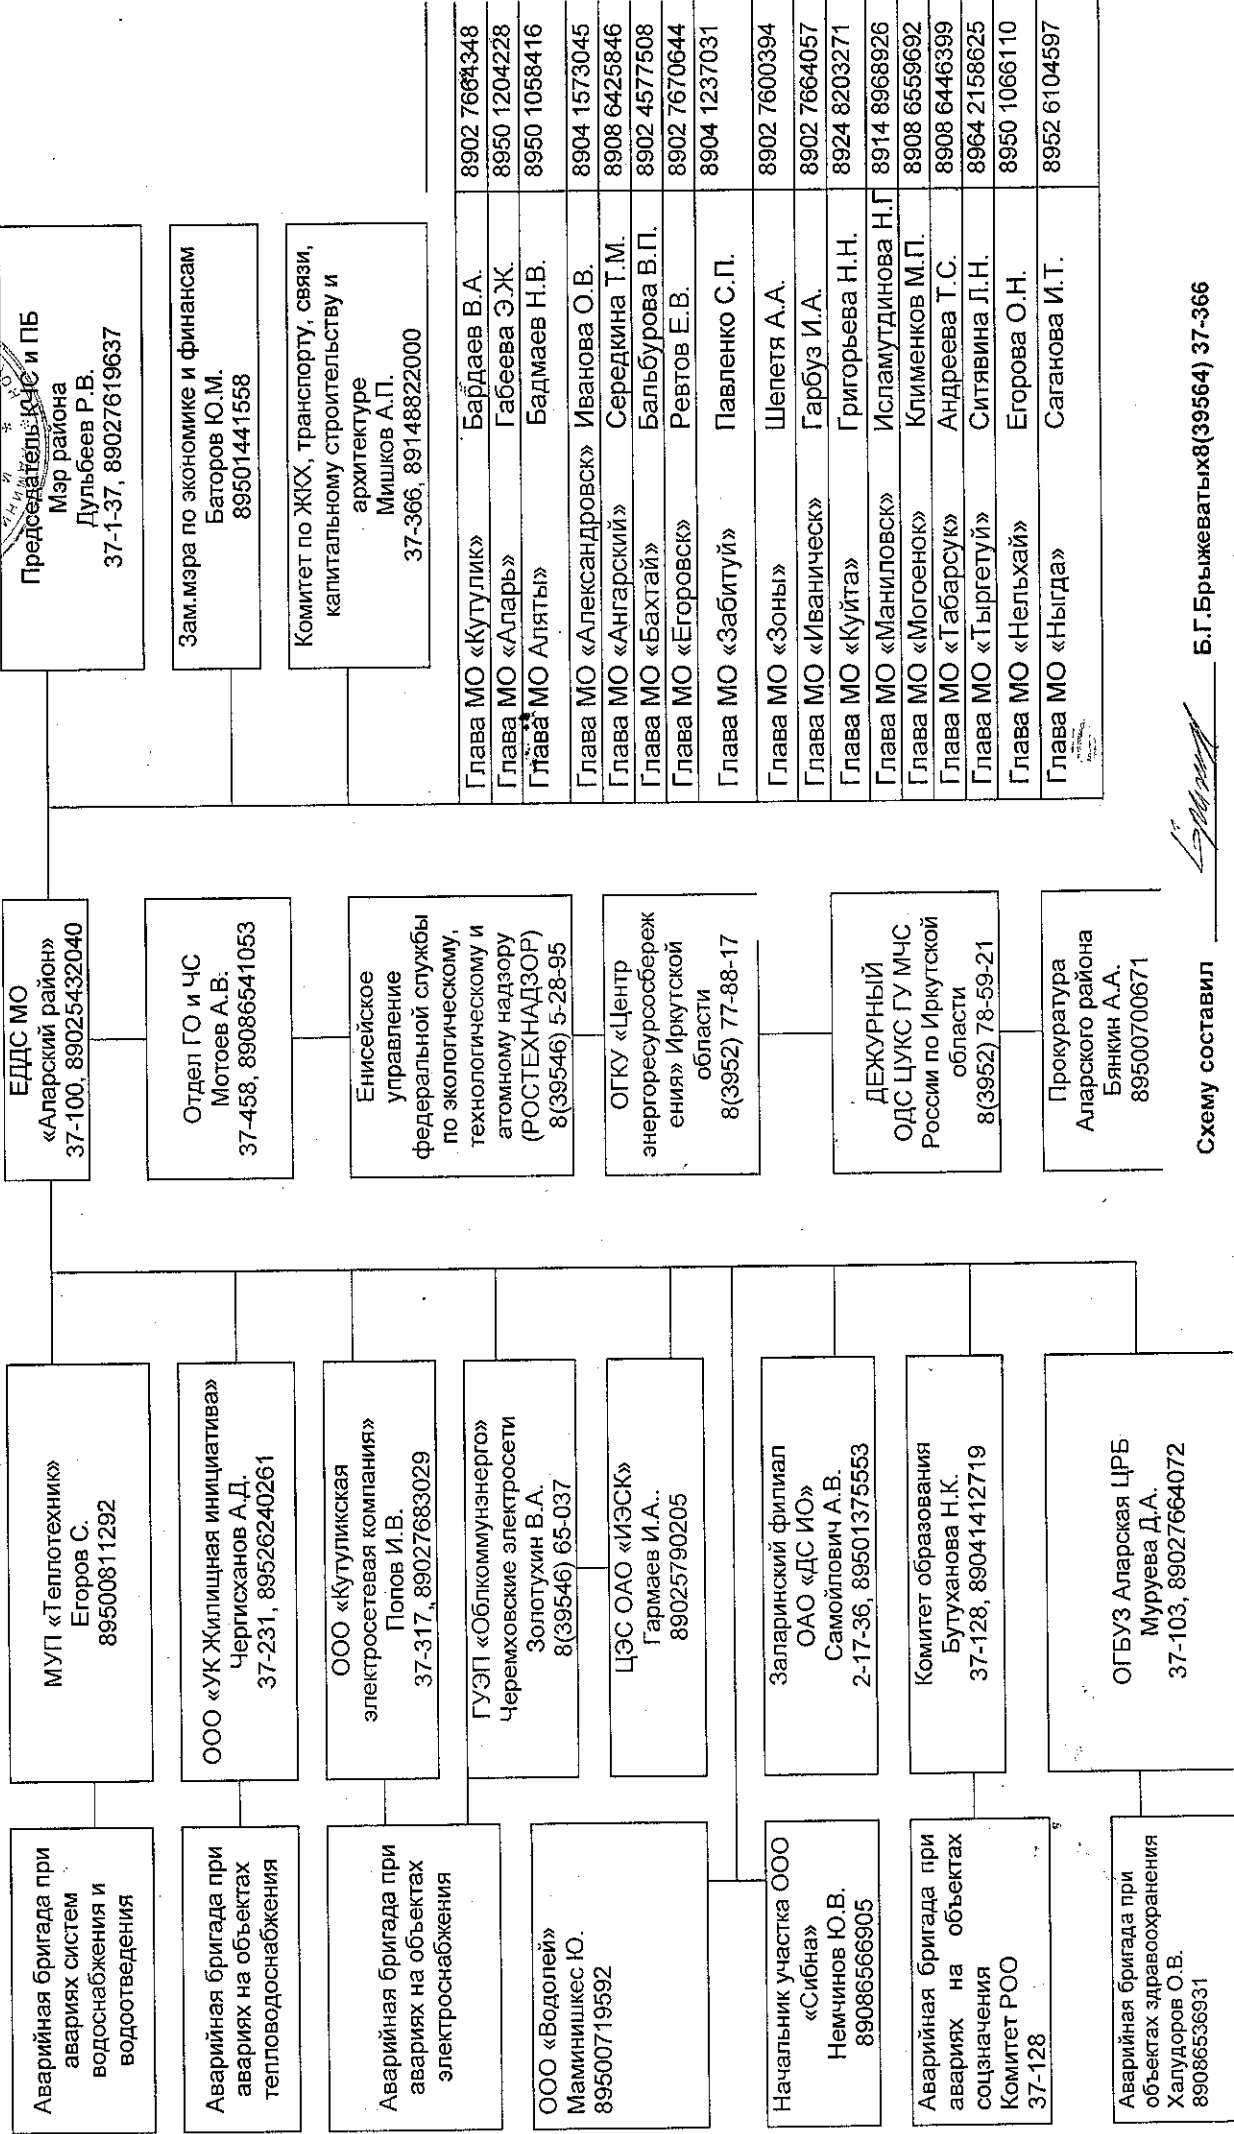 Аварийная бригада при
авариях систем
водоснабжения и
водоотведения
Аварийная бригада при
авариях на объектах
тепловодоснабжения
Аварийная бригада при
авариях на объектах
электроснабжения
ООО «Водолей»
Маминишкес Ю.
89500719592
Начальник участка ООО
«Сибна»
Немчинов Ю.В.
89086566905
Аварийная бригада при
авариях на объектах
соцзначения
Комитет РОО
37-128
Аварийная бригада при
объектах здравоохранения
Халудоров О.В.
89086536931
МУП «Теплотехник»
Егоров С.
89500811292
ООО «УК Жилищная инициатива»
Чергисханов А.Д.
37-231, 89526240261
ООО «Кутуликская
электросетевая компания»
Попов И.В.
37-317, 89027683029
ГУЭП «Облкоммунэнерго»
Черемховские электросети
Золотухин В.А.
8(39546) 65-037
ЦЭС ОАО «ИЭСК»
Гармаев И.А..
89025790205
Заларинский филиал
ОАО «ДС ИО»
Самойлович А.В.
2-17-36, 89501375553
Комитет образования
Бутуханова Н.К.
37-128, 89041412719
ОГБУЗ Аларская ЦРБ
Муруева Д.А.
37-103, 89027664072
ЕДДС МО
«Аларский район»
37-100, 89025432040
Отдел ГО и ЧС
Мотоев А.В.
37-458, 89086541053
Енисейское
управление
федеральной службы
по экологическому,
технологическому и
атомному надзору
(РОСТЕХНАДЗОР)
8(39546) 5-28-95
ОГКУ «Центр
энергоресурсосбереж
ения» Иркутской
области
8(3952) 77-88-17
ДЕЖУРНЫЙ
ОДС ЦУКС ГУ МЧС
России по Иркутской
области
8(3952) 78-59-21
Прокуратура
Аларского района
Бянкин А.А.
89500700671
Председатель КЧС и ПБ
Мэр района
Дульбеев Р.В.
37-1-37, 89027619637
Зам.мэра по экономике и финансам
Баторов Ю.М.
89501441558
Комитет по ЖКХ, транспорту, связи,
капитальному строительству и
архитектуре
Мишков А.П.
37-366, 89148822000
Глава МО «Кутулик» Бардаев В.А. 8902 7664348
Глава МО «Аларь» Габеева Э.Ж. 8950 1204228
Глава МО Аляты» Бадмаев Н.В. 8950 1058416
Глава МО «Александровск» Иванова О.В. 8904 1573045
Глава МО «Ангарский» Середкина Т.М. 8908 6425846
Глава МО «Бахтай» Бальбурова В.П. 8902 4577508
Глава МО «Егоровск» Ревтов Е.В. 8902 7670644
Глава МО «Забитуй» Павленко С.П. 8904 1237031
Глава МО «Зоны» Шепетя А.А. 8902 7600394
Глава МО «Иваническ» Гарбуз И.А. 8902 7664057
Глава МО «Куйта» Григорьева Н.Н. 8924 8203271
Глава МО «Маниловск» Исламутдинова Н.Г 8914 8968926
Глава МО «Могоенок» Клименков М.П. 8908 6559692
Глава МО «Табарсук» Андреева Т.С. 8908 6446399
Глава МО «Тыргетуй» Ситявина Л.Н. 8964 2158625
Глава МО «Нельхай» Егорова О.Н. 8950 1066110
Глава МО «Ныгда» Саганова И.Т. 8952 6104597
Схему составил Б.Г.Брыжеватых8(39564) 37-366